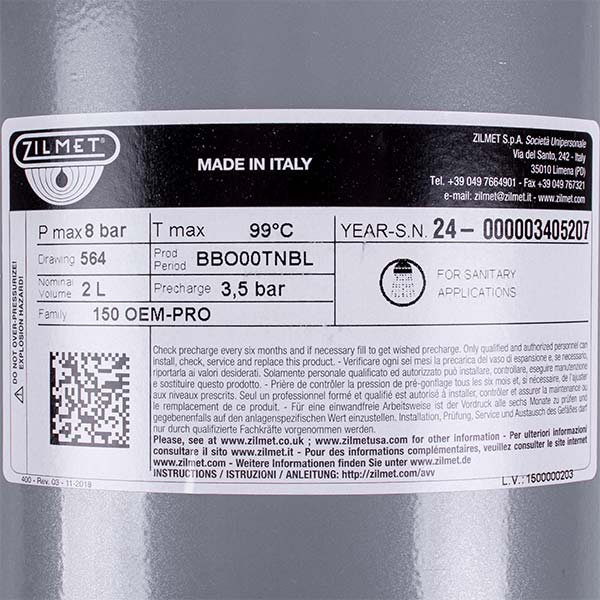 ZILMET®
MADE IN ITALY
ZILMET S.p.A. Società Unipersonale
Via del Santo, 242 - Italy
35010 Limena (PD)
Tel. +39 049 7664901 - Fax +39 049 767321
e-mail: zilmet@zilmet.it - www.zilmet.it
P max 8 bar
T max 99°C
YEAR-S.N. 24- 000003405207
Drawing 564
Prod Period BBO00TNBL
Nominal Volume 2 L
Precharge 3,5 bar
FOR SANITARY
APPLICATIONS
Family 150 OEM-PRO
DO NOT OVER-PRESSURIZE!
EXPLOSION HAZARD!
Check precharge every six months and if necessary fill to get wished precharge. Only qualified and authorized personnel can
install, check, service and replace this product. - Verificare ogni sei mesi la precarica del vaso di espansione e, se necessario,
riportarla ai valori desiderati. Solamente personale qualificato ed autorizzato può installare, controllare, eseguire manutenzione
e sostituire questo prodotto. - Prière de contrôler la pression de pré-gonflage tous les six mois et, si nécessaire, de l'ajuster
aux niveaux prescrits. Seul un professionnel formé et qualifié est autorisé à installer, contrôler et assurer la maintenance ou
le remplacement de ce produit. - Für eine einwandfreie Arbeitsweise ist der Vordruck alle sechs Monate zu prüfen und
gegebenenfalls auf den anlagenspezifischen Wert einzustellen. Installation, Prüfung, Service und Austausch des Gefäßes darf
nur durch qualifizierte Fachkräfte vorgenommen werden.
Please, see at www.zilmet.co.uk ; www.zilmetusa.com for other information - Per ulteriori informazioni
consultare il sito www.zilmet.it - Pour des informations complémentaires, veuillez consulter le site internet
www.zilmet.com - Weitere Informationen finden Sie unter www.zilmet.de
INSTRUCTIONS / ISTRUZIONI / ANLEITUNG: http://zilmet.com/avv
400 - Rev. 03 - 11-2019
L.V.: 1500000203